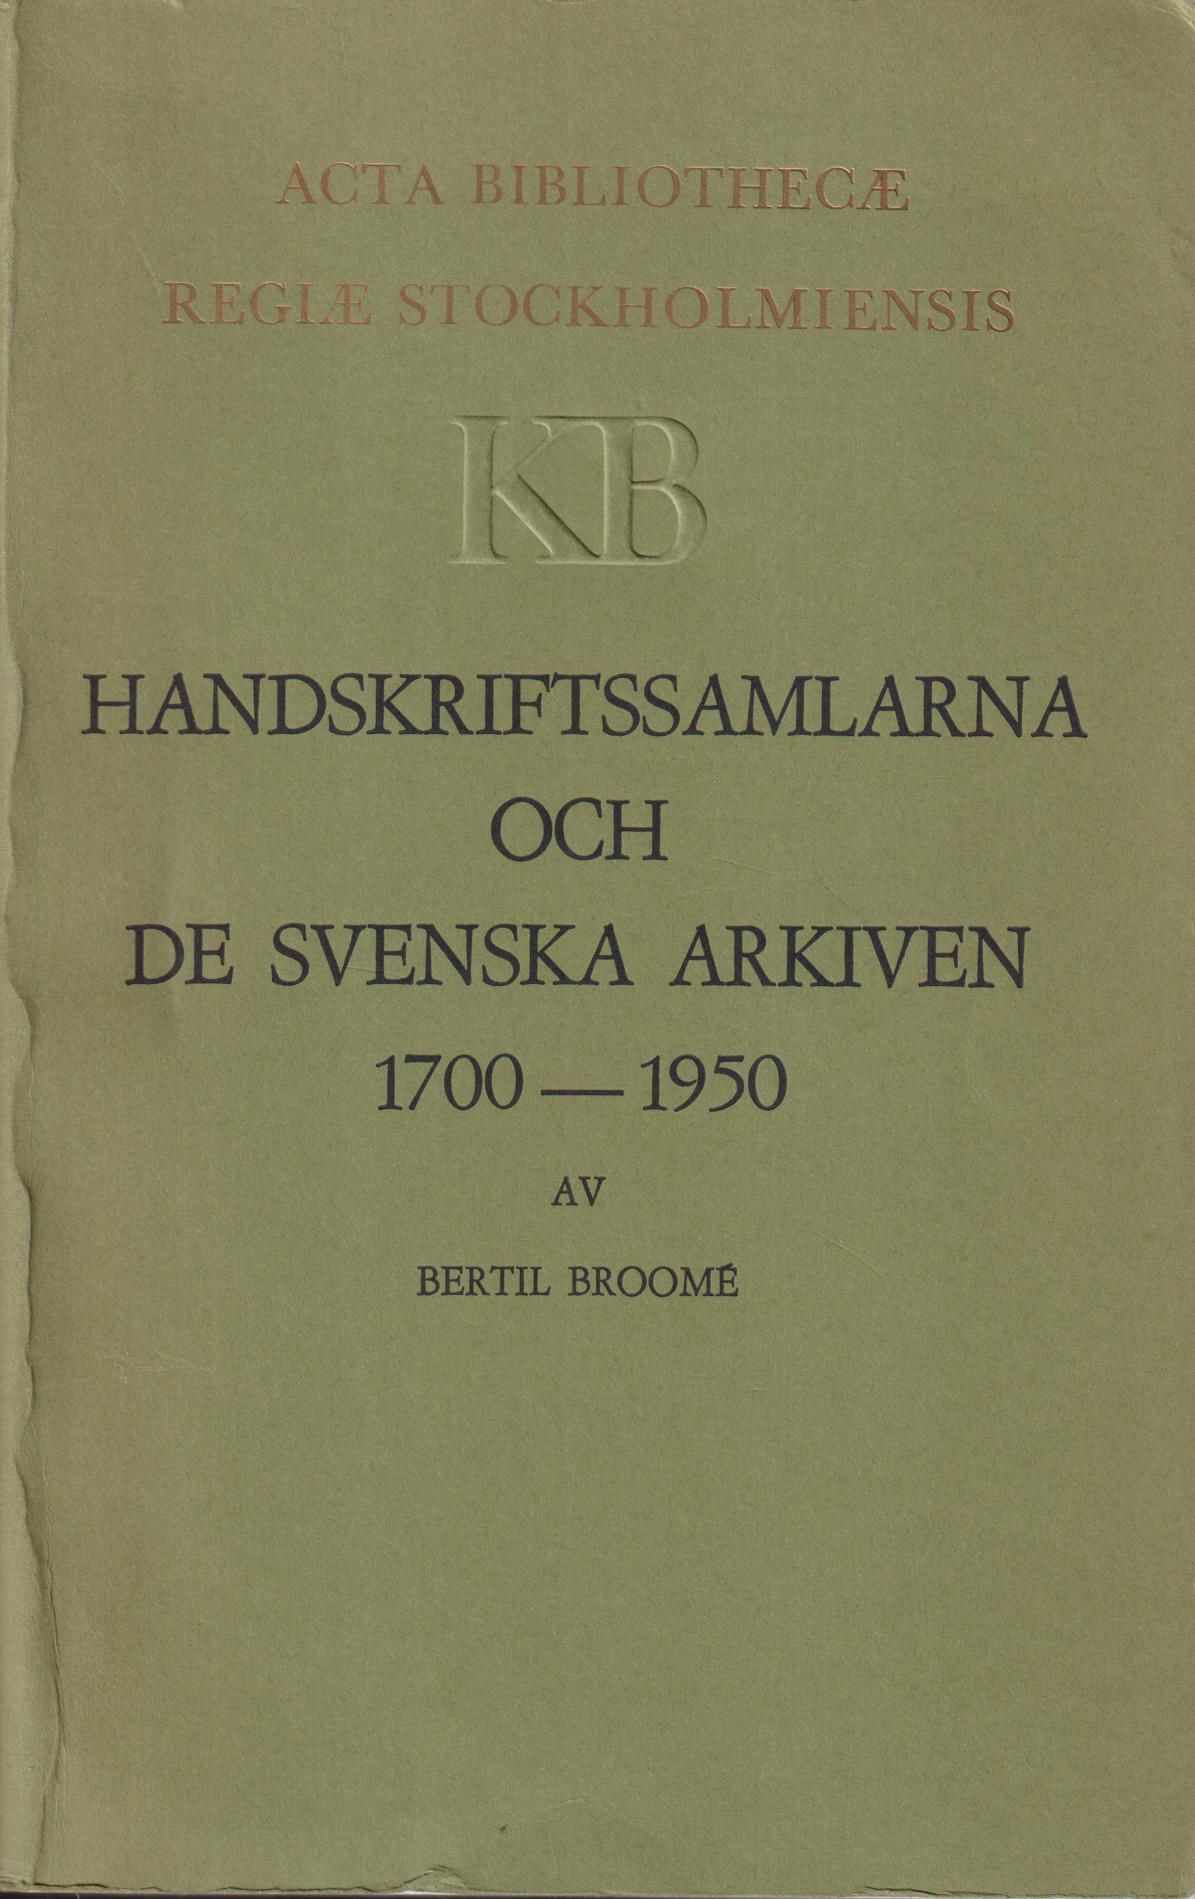 ACTA BIBLIOTHECÆ
REGIÆ STOCKHOLMIENSIS
KB
HANDSKRIFTSSAMLARNA
OCH
DE SVENSKA ARKIVEN
1700 — 1950
AV
BERTIL BROOMÉ